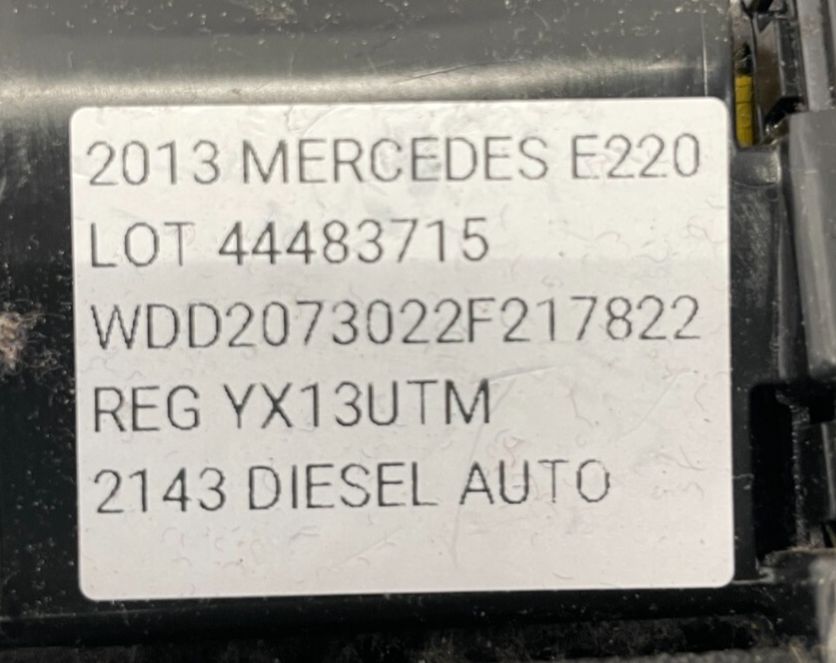 2013 MERCEDES E220
LOT 44483715
WDD2073022F217822
REG YX13UTM
2143 DIESEL AUTO